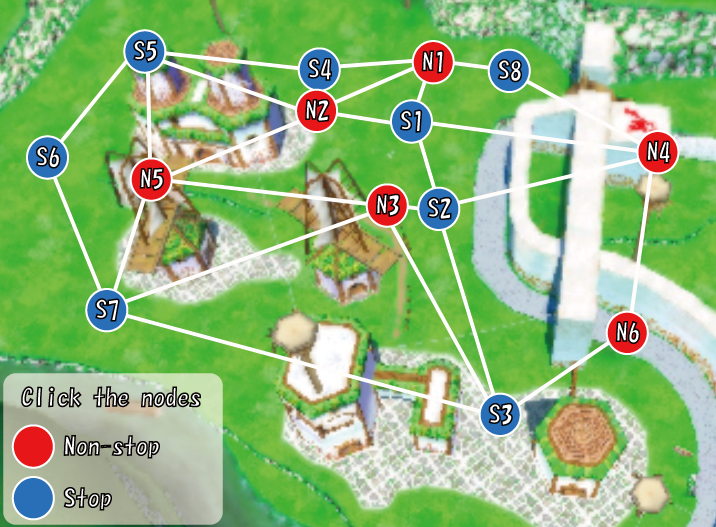 S5
S4
N1
S8
N2
S1
S6
N5
N4
N3
S2
S7
N6
S3
Click the nodes
Non-stop
Stop